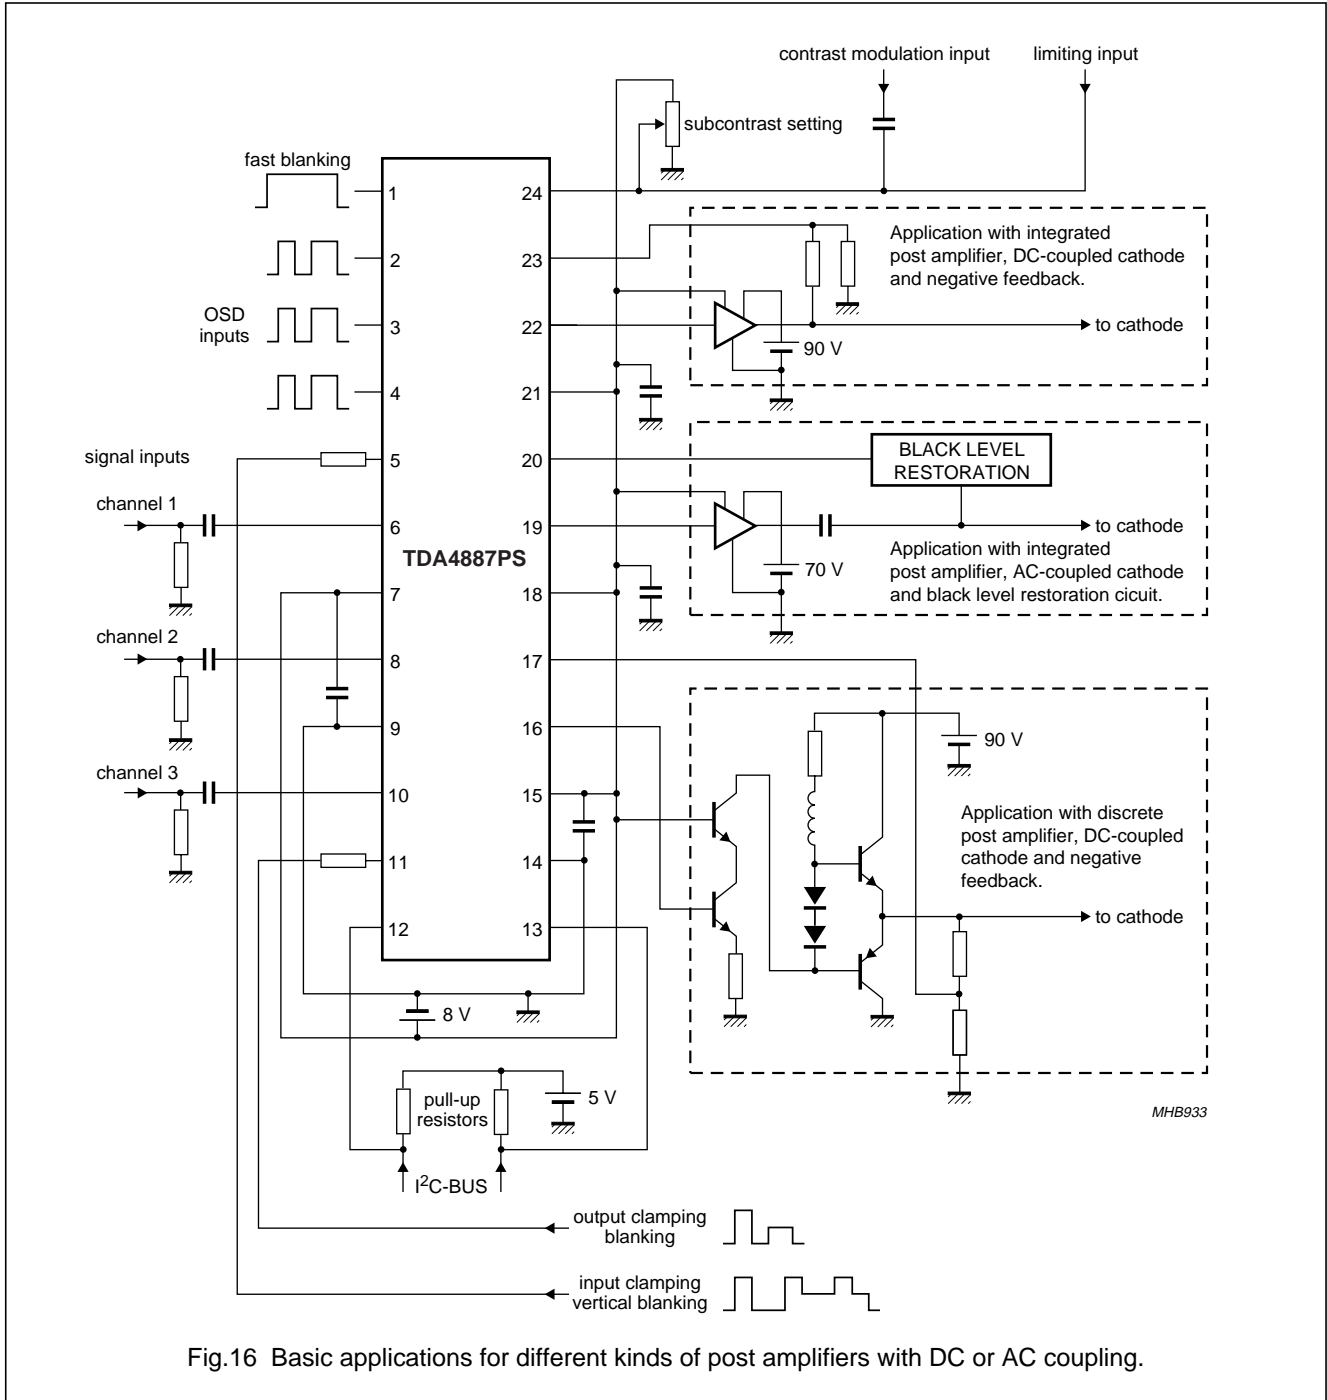 contrast modulation input
limiting input
subcontrast setting
fast blanking
1
24
Application with integrated
post amplifier, DC-coupled cathode
and negative feedback.
2
23
OSD
inputs
3
22
to cathode
90 V
4
21
BLACK LEVEL
RESTORATION
signal inputs
5
20
channel 1
6
19
to cathode
TDA4887PS
Application with integrated
post amplifier, AC-coupled cathode
and black level restoration cicuit.
70 V
7
18
channel 2
8
17
9
16
90 V
channel 3
10
15
Application with discrete
post amplifier, DC-coupled
cathode and negative
feedback.
11
14
to cathode
12
13
8 V
pull-up
resistors
5 V
MHB933
I2C-BUS
output clamping
blanking
input clamping
vertical blanking
Fig.16 Basic applications for different kinds of post amplifiers with DC or AC coupling.